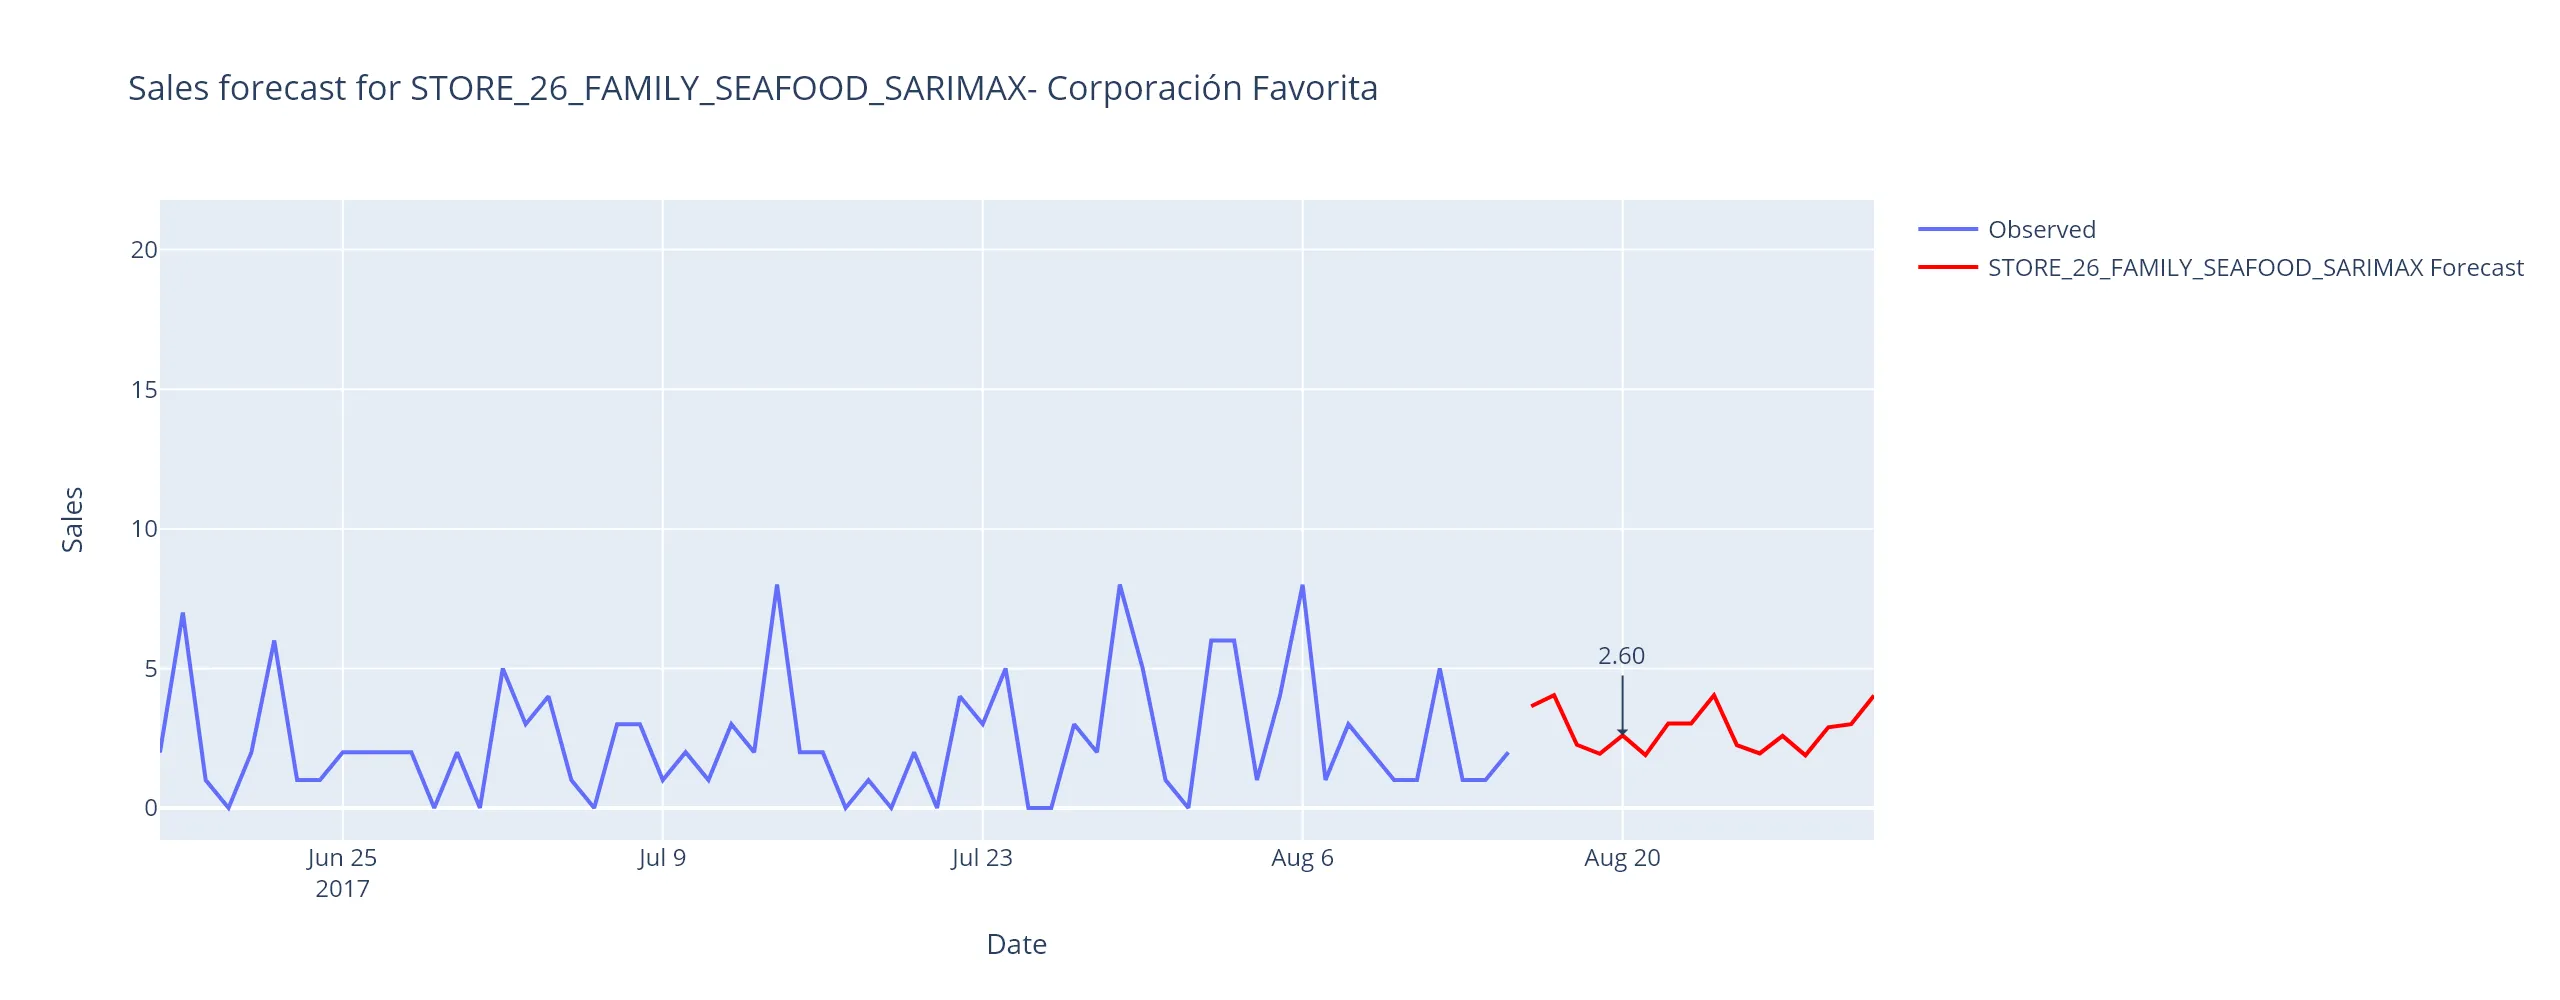 Sales forecast for STORE_26_FAMILY_SEAFOOD_SARIMAX- Corporación Favorita
Observed
STORE_26_FAMILY_SEAFOOD_SARIMAX Forecast
20
15
10
5
0
Sales
2.60
Jun 25
2017
Jul 9
Jul 23
Aug 6
Aug 20
Date